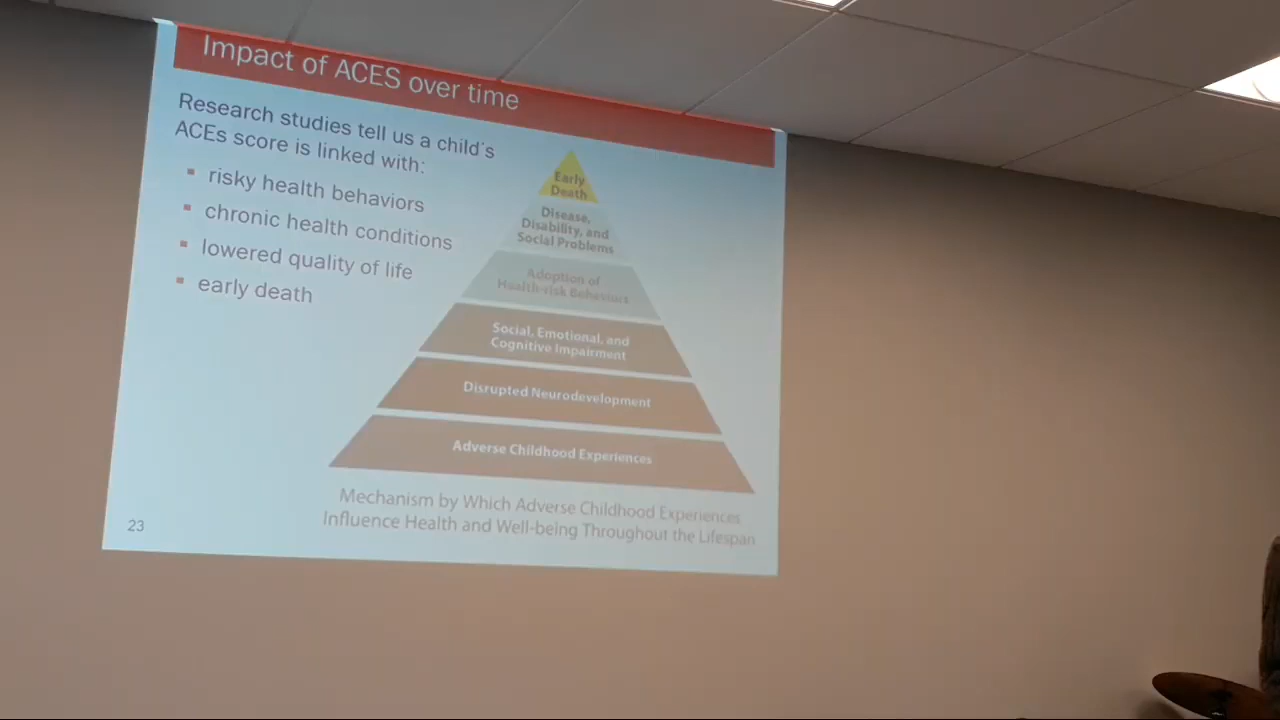 Impact of ACES over time
Research studies tell us a child's
ACEs score is linked with:
▪ risky health behaviors
▪ chronic health conditions
▪ lowered quality of life
▪ early death
Early
Death
Disease,
Disability, and
Social Problems
Adoption of
Health-risk Behaviors
Social, Emotional, and
Cognitive Impairment
Disrupted Neurodevelopment
Adverse Childhood Experiences
Mechanism by Which Adverse Childhood Experiences
Influence Health and Well-being Throughout the Lifespan
23